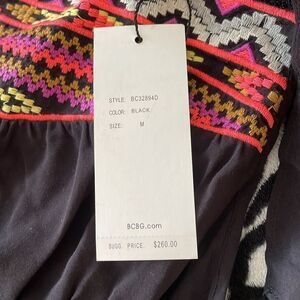 STYLE: BC32894D
COLOR: BLACK
SIZE: M
BCBG.com
SUGG. PRICE: $260.00